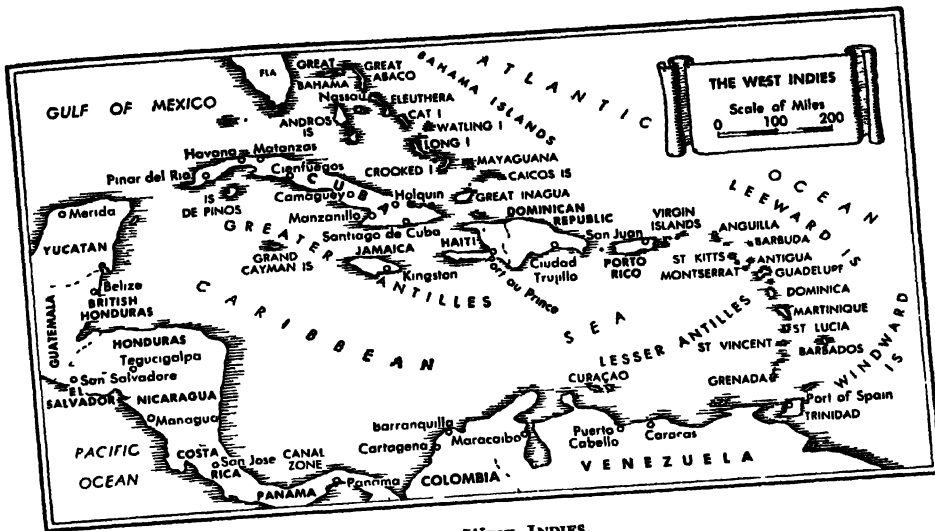 THE WEST INDIES
Scale of Miles
0 100 200
ATLANTIC
OCEAN
GULF OF MEXICO
FLA
GREAT
BAHAMA
GREAT
ABACO
BAHAMA ISLANDS
Nassau
ELEUTHERA
ANDROS
IS
CAT I
WATLING I
LONG I
CROOKED I
MAYAGUANA
CAICOS IS
GREAT INAGUA
Havana
Matanzas
Pinar del Rio
Cienfuegos
CUBA
Camaguey
Holquin
IS
DE PINOS
Manzanillo
Santiago de Cuba
GREATER
ANTILLES
GRAND
CAYMAN IS
JAMAICA
Kingston
HAITI
Port au Prince
DOMINICAN
REPUBLIC
Ciudad
Trujillo
San Juan
PORTO
RICO
VIRGIN
ISLANDS
LEEWARD IS
ANGUILLA
BARBUDA
ST KITTS
ANTIGUA
MONTSERRAT
GUADELUPE
DOMINICA
MARTINIQUE
ST LUCIA
ST VINCENT
BARBADOS
GRENADA
WINDWARD
IS
LESSER ANTILLES
CARIBBEAN
SEA
Merida
YUCATAN
Belize
BRITISH
HONDURAS
GUATEMALA
HONDURAS
Tegucigalpa
San Salvadore
EL
SALVADOR
NICARAGUA
Managua
PACIFIC
OCEAN
COSTA
RICA
San Jose
CANAL
ZONE
PANAMA
Panama
Barranquilla
Cartagena
Maracaibo
COLOMBIA
CURAÇAO
Puerto
Cabello
Caracas
VENEZUELA
Port of Spain
TRINIDAD
WEST INDIES